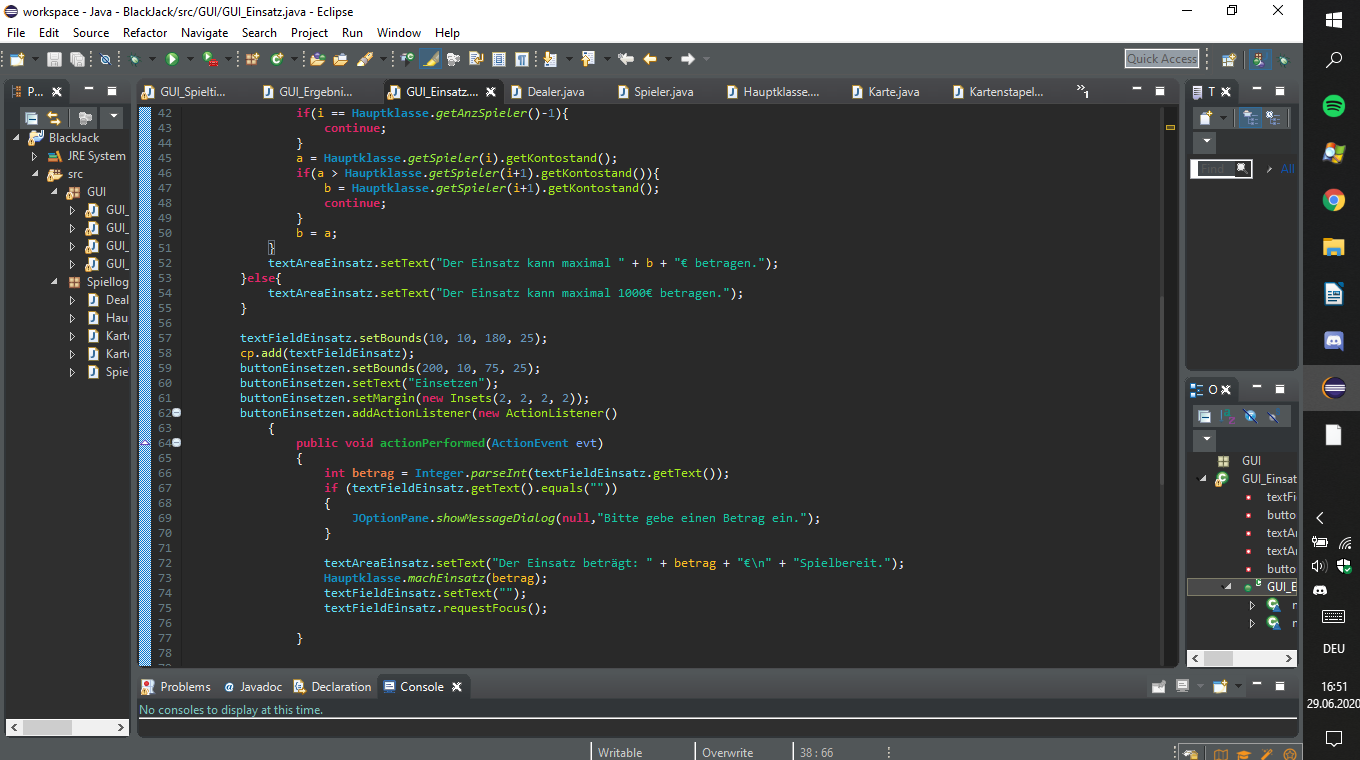 workspace - Java - BlackJack/src/GUI/GUI_Einsatz.java - Eclipse
File Edit Source Refactor Navigate Search Project Run Window Help
Quick Access
P...
GUI_Spielti...
GUI_Ergebni...
GUI_Einsatz....
Dealer.java
Spieler.java
Hauptklasse....
Karte.java
Kartenstapel...
1
T
BlackJack
JRE System
src
GUI
GUI_
GUI_
GUI_
GUI_
Spiellog
Deal
Hau
Karte
Karte
Spie
42 if(i == Hauptklasse.getAnzSpieler()-1){
43 continue;
44 }
45 a = Hauptklasse.getSpieler(i).getKontostand();
46 if(a > Hauptklasse.getSpieler(i+1).getKontostand()){
47 b = Hauptklasse.getSpieler(i+1).getKontostand();
48 continue;
49 }
50 b = a;
51 }
52 textAreaEinsatz.setText("Der Einsatz kann maximal " + b + "€ betragen.");
53 }else{
54 textAreaEinsatz.setText("Der Einsatz kann maximal 1000€ betragen.");
55 }
56
57 textFieldEinsatz.setBounds(10, 10, 180, 25);
58 cp.add(textFieldEinsatz);
59 buttonEinsetzen.setBounds(200, 10, 75, 25);
60 buttonEinsetzen.setText("Einsetzen");
61 buttonEinsetzen.setMargin(new Insets(2, 2, 2, 2));
62 buttonEinsetzen.addActionListener(new ActionListener()
63 {
64 public void actionPerformed(ActionEvent evt)
65 {
66 int betrag = Integer.parseInt(textFieldEinsatz.getText());
67 if (textFieldEinsatz.getText().equals(""))
68 {
69 JOptionPane.showMessageDialog(null,"Bitte gebe einen Betrag ein.");
70 }
71
72 textAreaEinsatz.setText("Der Einsatz beträgt: " + betrag + "€\n" + "Spielbereit.");
73 Hauptklasse.machEinsatz(betrag);
74 textFieldEinsatz.setText("");
75 textFieldEinsatz.requestFocus();
76
77 }
78
Find
All
O
GUI
GUI_Einsat
textFi
butto
textA
textA
butto
GUI_E
Problems
Javadoc
Declaration
Console
No consoles to display at this time.
Writable
Overwrite
38 : 66
DEU
16:51
29.06.2020